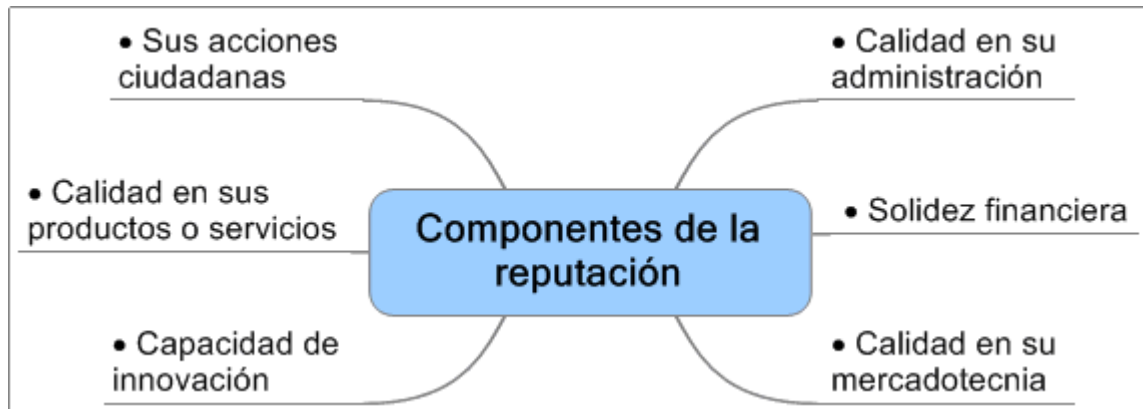 • Sus acciones
ciudadanas
• Calidad en su
administración
• Calidad en sus
productos o servicios
Componentes de la
reputación
• Solidez financiera
• Capacidad de
innovación
• Calidad en su
mercadotecnia